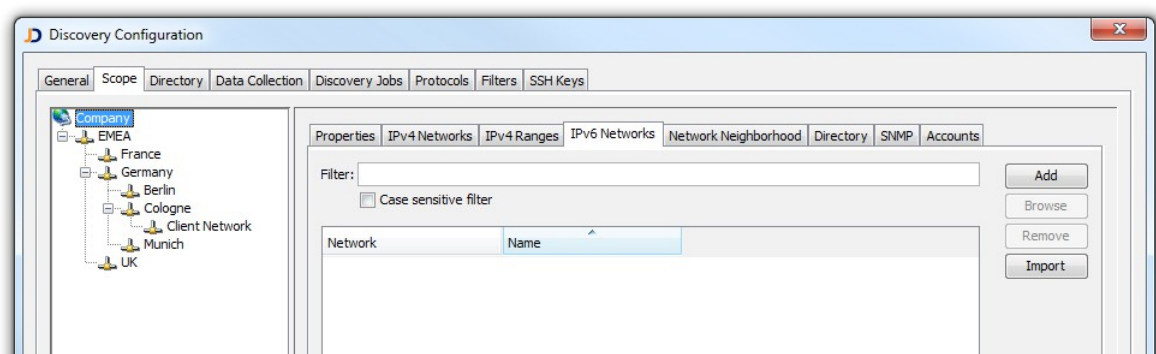 Discovery Configuration
General Scope Directory Data Collection Discovery Jobs Protocols Filters SSH Keys
Company
EMEA
France
Germany
Berlin
Cologne
Client Network
Munich
UK
Properties IPv4 Networks IPv4 Ranges IPv6 Networks Network Neighborhood Directory SNMP Accounts
Filter:
Case sensitive filter
Network Name
Add
Browse
Remove
Import